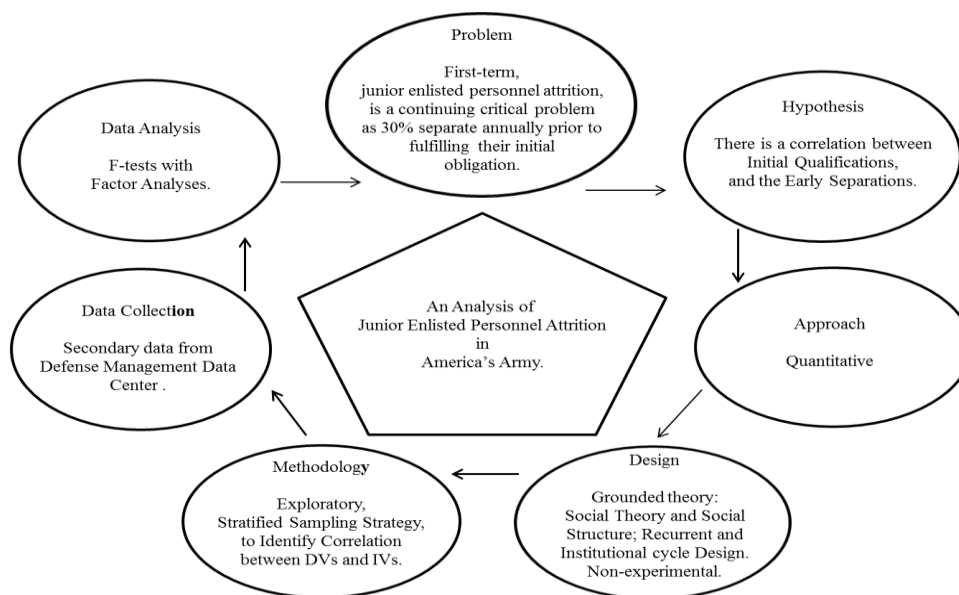 Problem
First-term,
junior enlisted personnel attrition,
is a continuing critical problem
as 30% separate annually prior to
fulfilling their initial
obligation.
Hypothesis
There is a correlation between
Initial Qualifications,
and the Early Separations.
Approach
Quantitative
Design
Grounded theory:
Social Theory and Social
Structure; Recurrent and
Institutional cycle Design.
Non-experimental.
Methodology
Exploratory,
Stratified Sampling Strategy,
to Identify Correlation
between DVs and IVs.
Data Collection
Secondary data from
Defense Management Data
Center .
Data Analysis
F-tests with
Factor Analyses.
An Analysis of
Junior Enlisted Personnel Attrition
in
America’s Army.